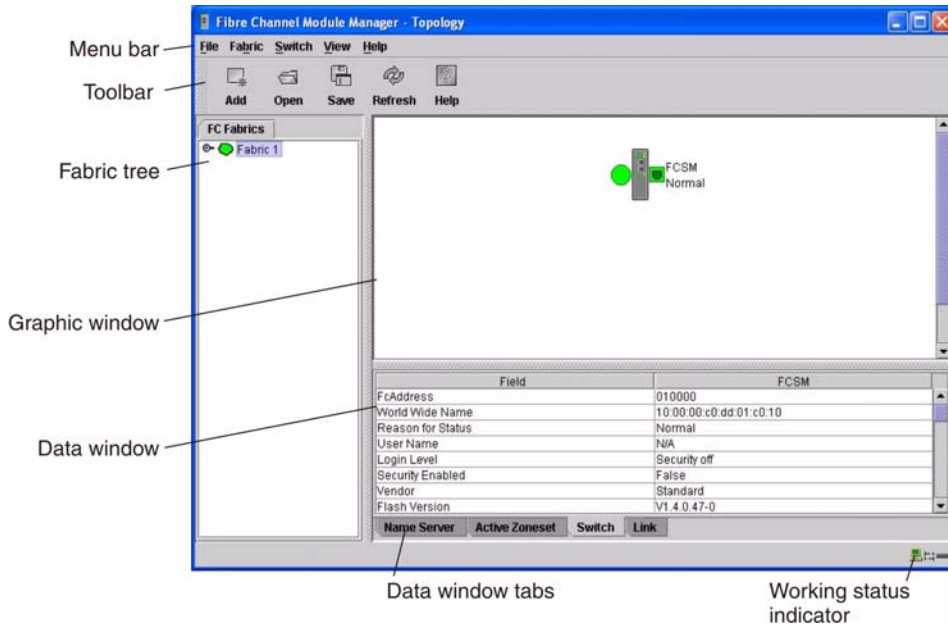 Fibre Channel Module Manager - Topology
Menu bar
File Fabric Switch View Help
Toolbar
Add Open Save Refresh Help
FC Fabrics
Fabric 1
Fabric tree
FCSM
Normal
Graphic window
Field FCSM
FcAddress 010000
World Wide Name 10:00:00:c0:dd:01:c0:10
Reason for Status Normal
User Name N/A
Data window
Login Level Security off
Security Enabled False
Vendor Standard
Flash Version V1.4.0.47-0
Name Server Active Zoneset Switch Link
Data window tabs
Working status
indicator